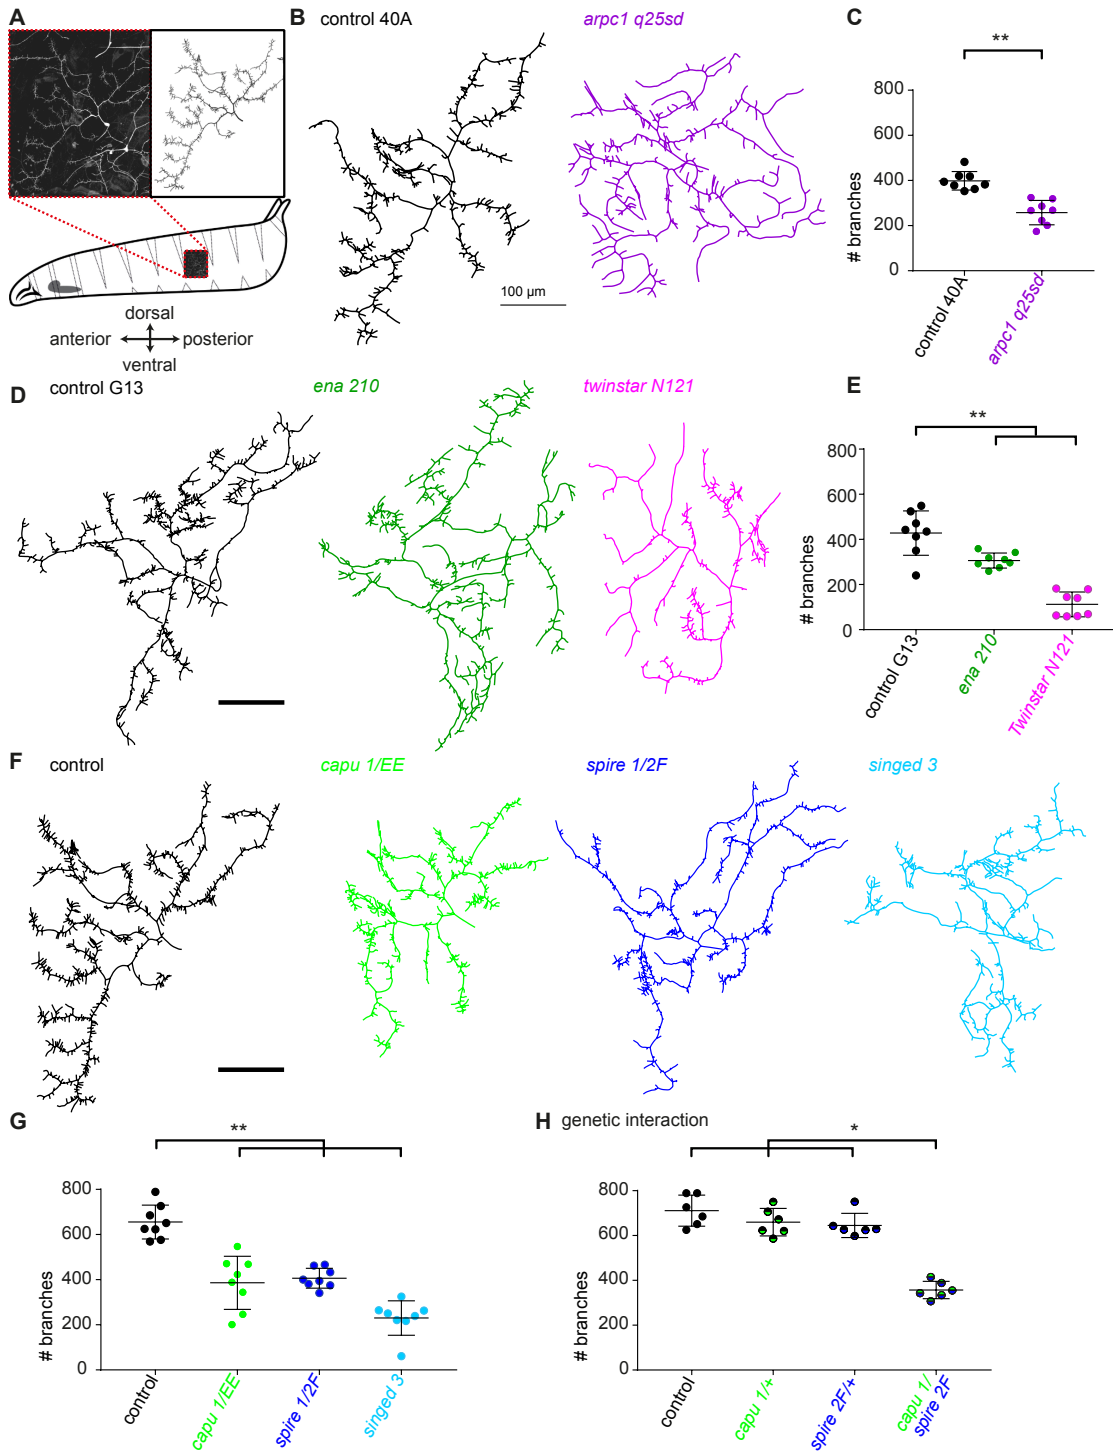 A
dorsal
anterior
posterior
ventral
B
control 40A
arpc1 q25sd
100 µm
C
**
800
600
400
200
0
# branches
control 40A
arpc1 q25sd
D
control G13
ena 210
twinstar N121
E
**
800
600
400
200
0
# branches
control G13
ena 210
Twinstar N121
F
control
capu 1/EE
spire 1/2F
singed 3
G
**
800
600
400
200
0
# branches
control
capu 1/EE
spire 1/2F
singed 3
H
genetic interaction
*
800
600
400
200
0
# branches
control
capu 1/+
spire 2F/+
capu 1/
spire 2F